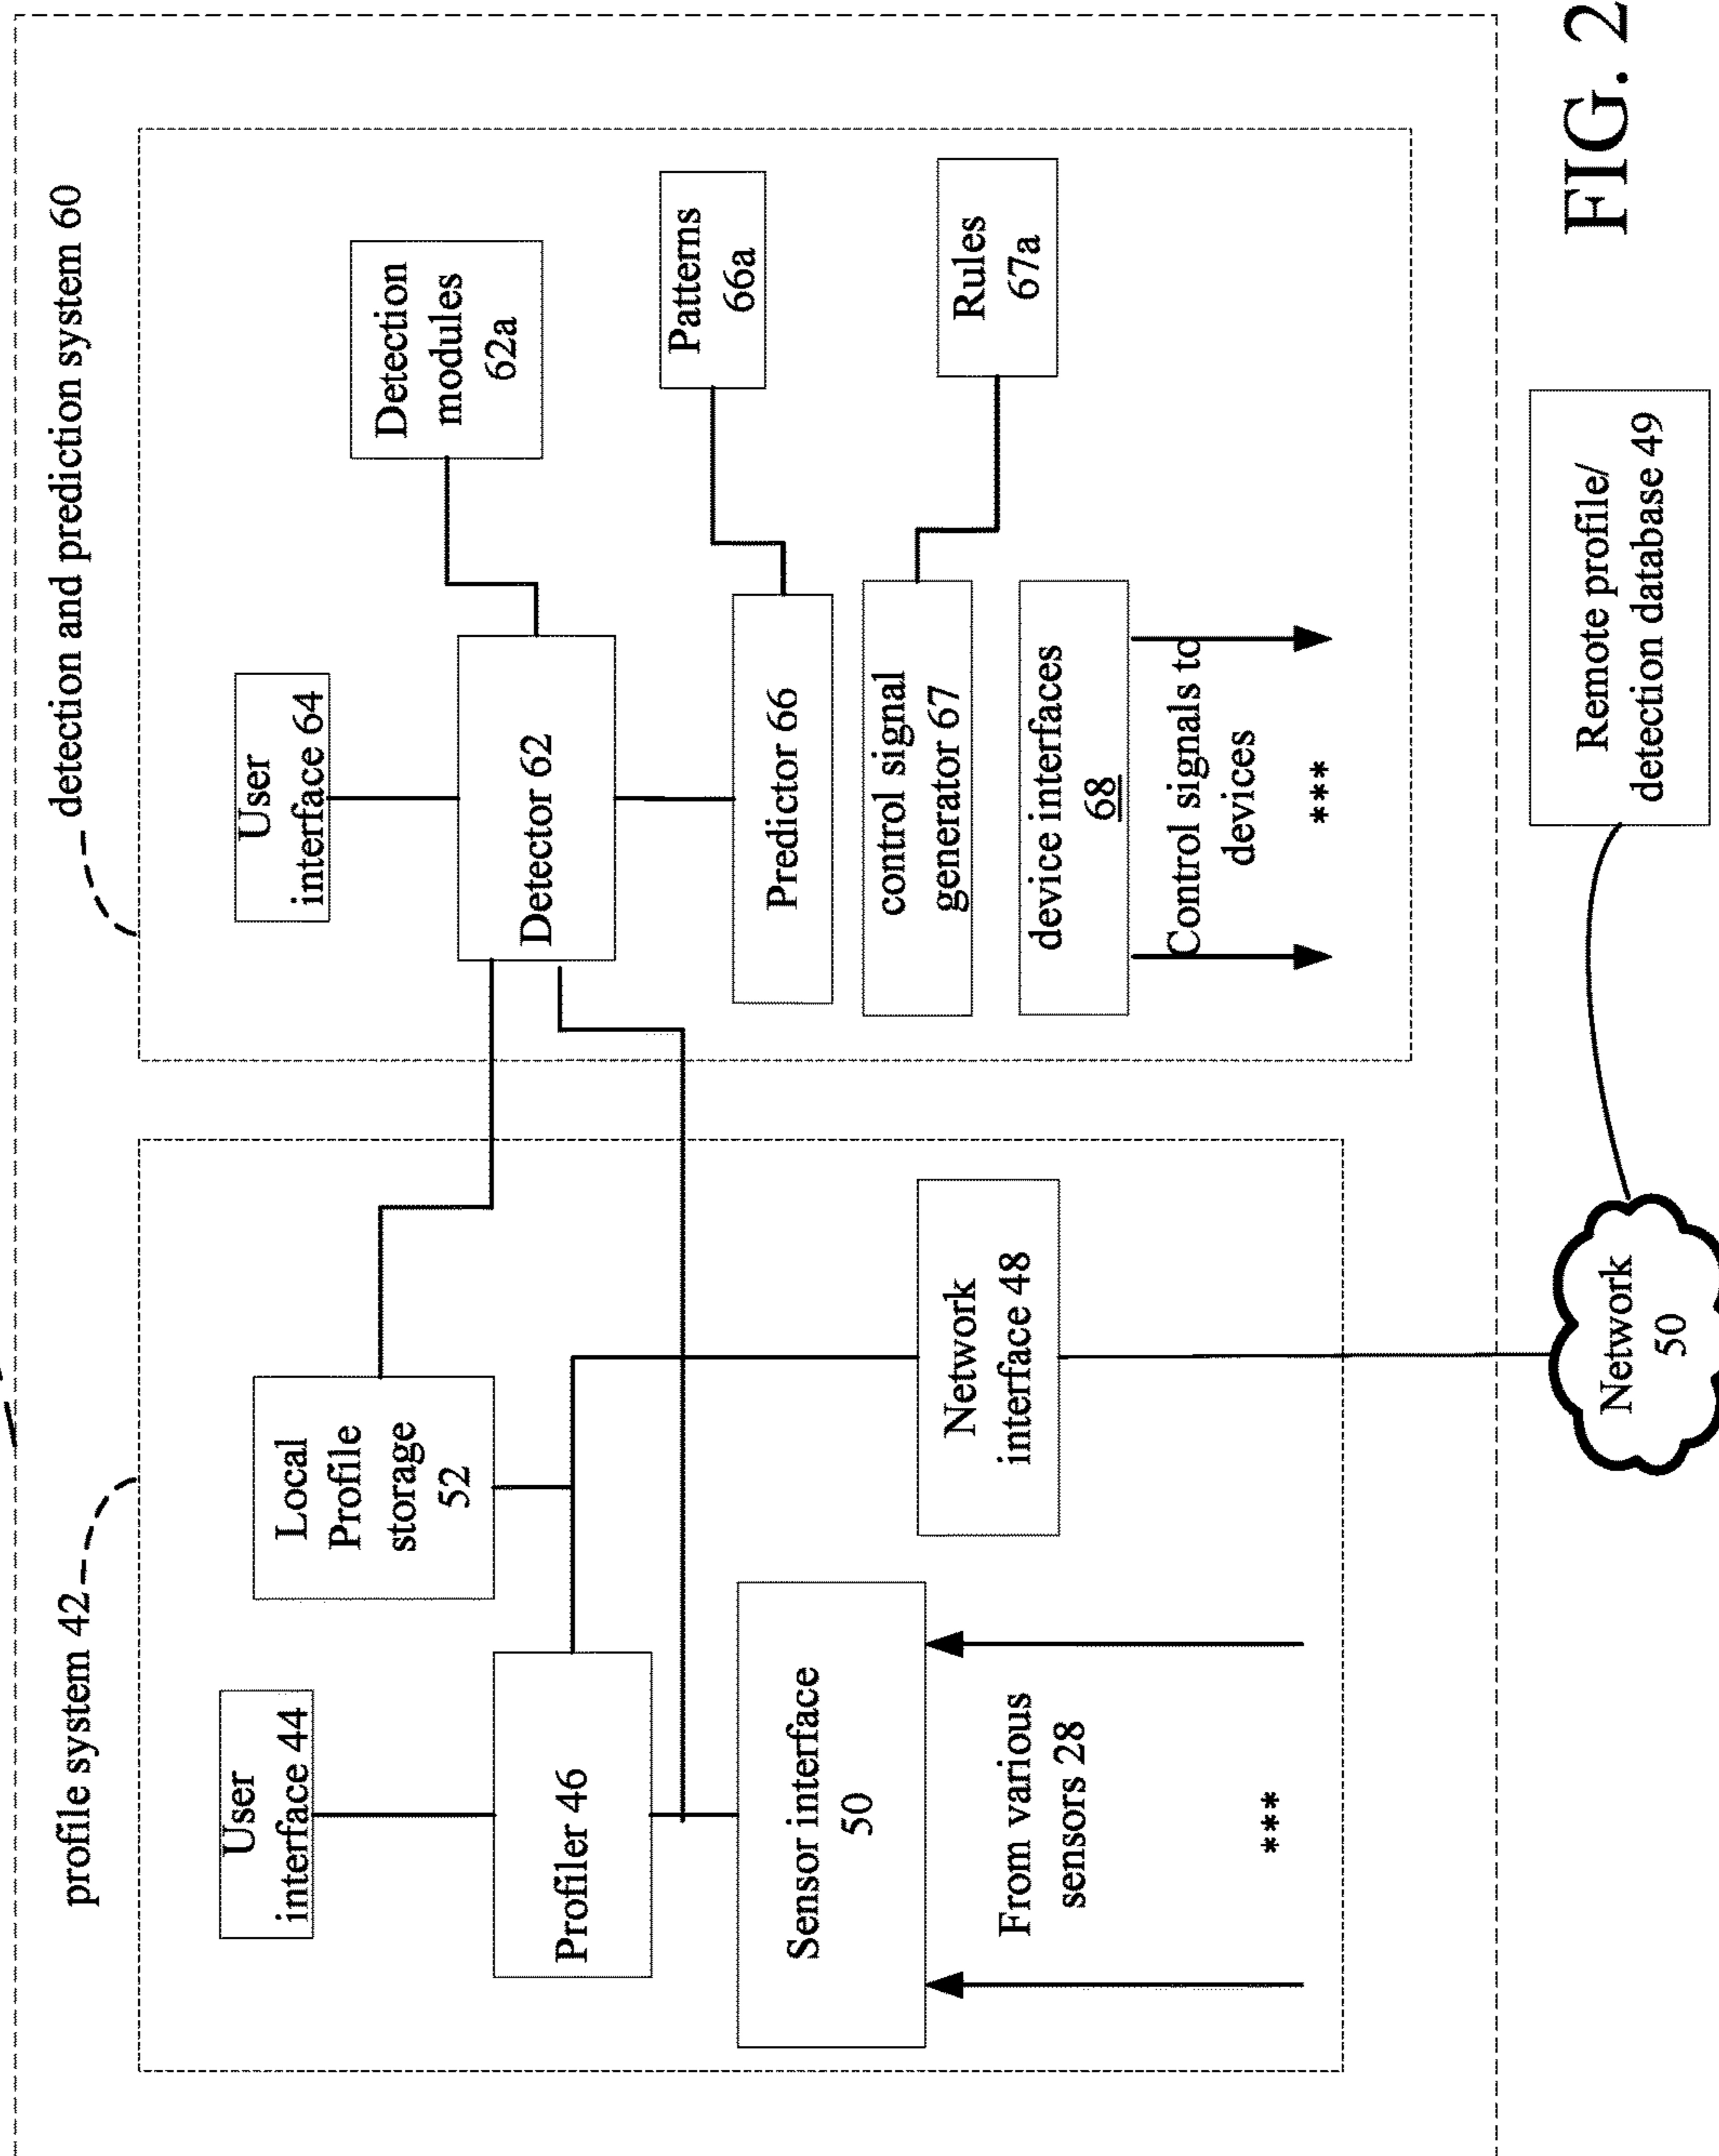 profile system 42
User
interface 44
Profiler 46
Local
Profile
storage
52
Sensor interface
50
Network
interface 48
From various
sensors 28
***
detection and prediction system 60
User
interface 64
Detector 62
Detection
modules
62a
Predictor 66
Patterns
66a
control signal
generator 67
Rules
67a
device interfaces
68
Control signals to
devices
***
Network
50
Remote profile/
detection database 49
FIG. 2